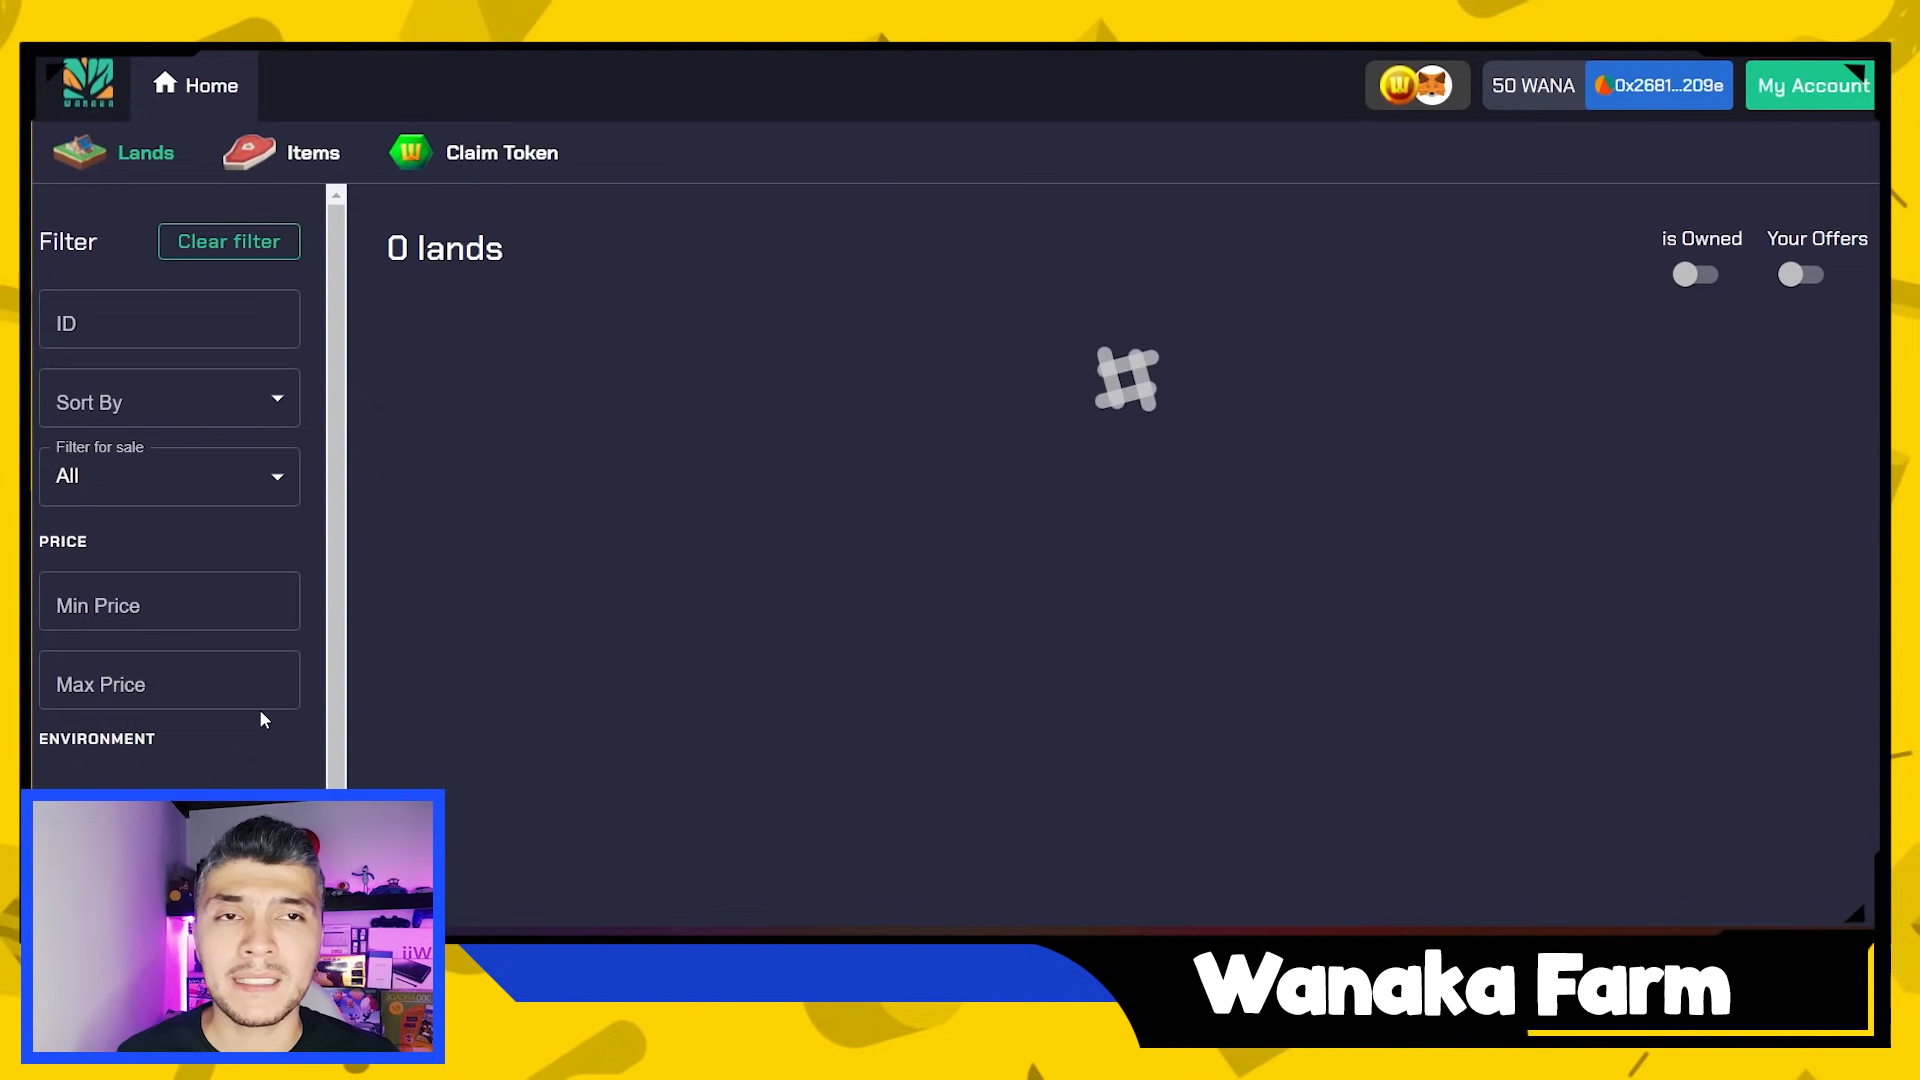 WANAKA
Home
50 WANA
0x2681...209e
My Account
Lands
Items
W
Claim Token
Filter
Clear filter
0 lands
is Owned
Your Offers
ID
Sort By
Filter for sale
All
PRICE
Min Price
Max Price
ENVIRONMENT
Wanaka Farm